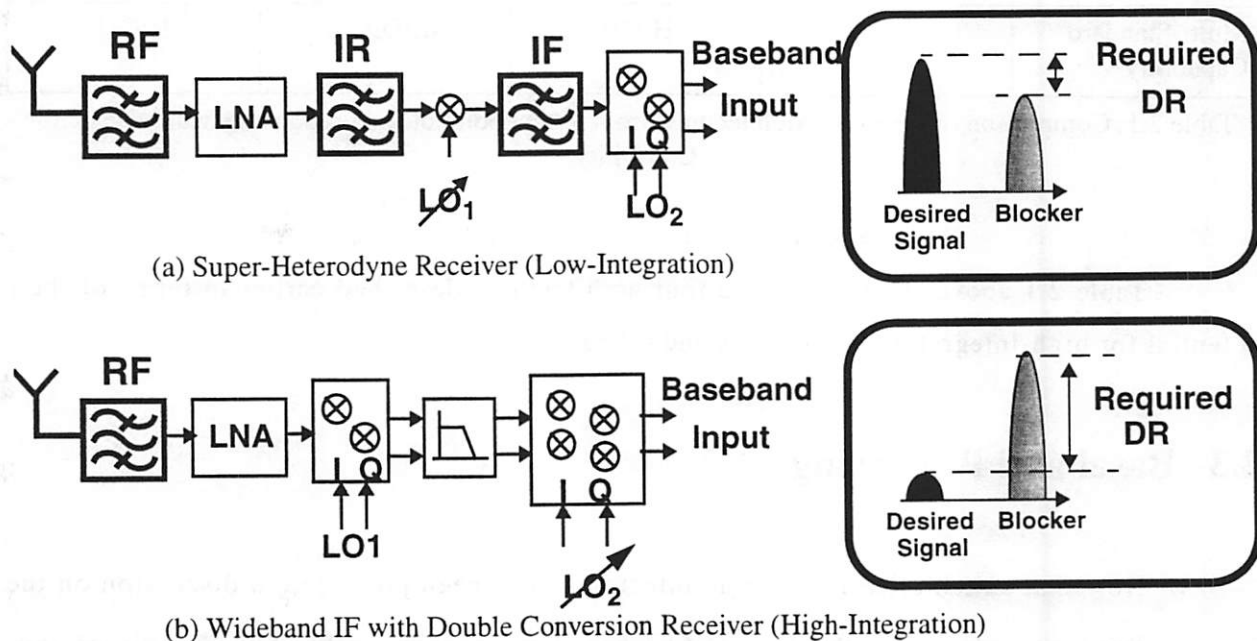 RF
LNA
IR
IF
I Q
LO₁
LO₂
Baseband
Input
Required
DR
Desired
Signal
Blocker
(a) Super-Heterodyne Receiver (Low-Integration)
RF
LNA
Q
LO1
I Q
LO₂
Baseband
Input
Required
DR
Desired
Signal
Blocker
(b) Wideband IF with Double Conversion Receiver (High-Integration)